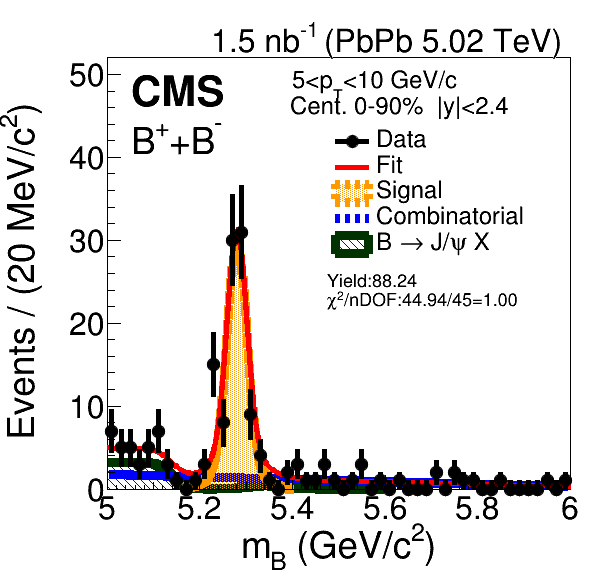 1.5 nb⁻¹ (PbPb 5.02 TeV)
CMS
B⁺+B⁻
5<p_T<10 GeV/c
Cent. 0-90% |y|<2.4
Data
Fit
Signal
Combinatorial
B → J/ψ X
Yield:88.24
χ²/nDOF:44.94/45=1.00
Events / (20 MeV/c²)
50
40
30
20
10
0
5 5.2 5.4 5.6 5.8 6
m_B (GeV/c²)